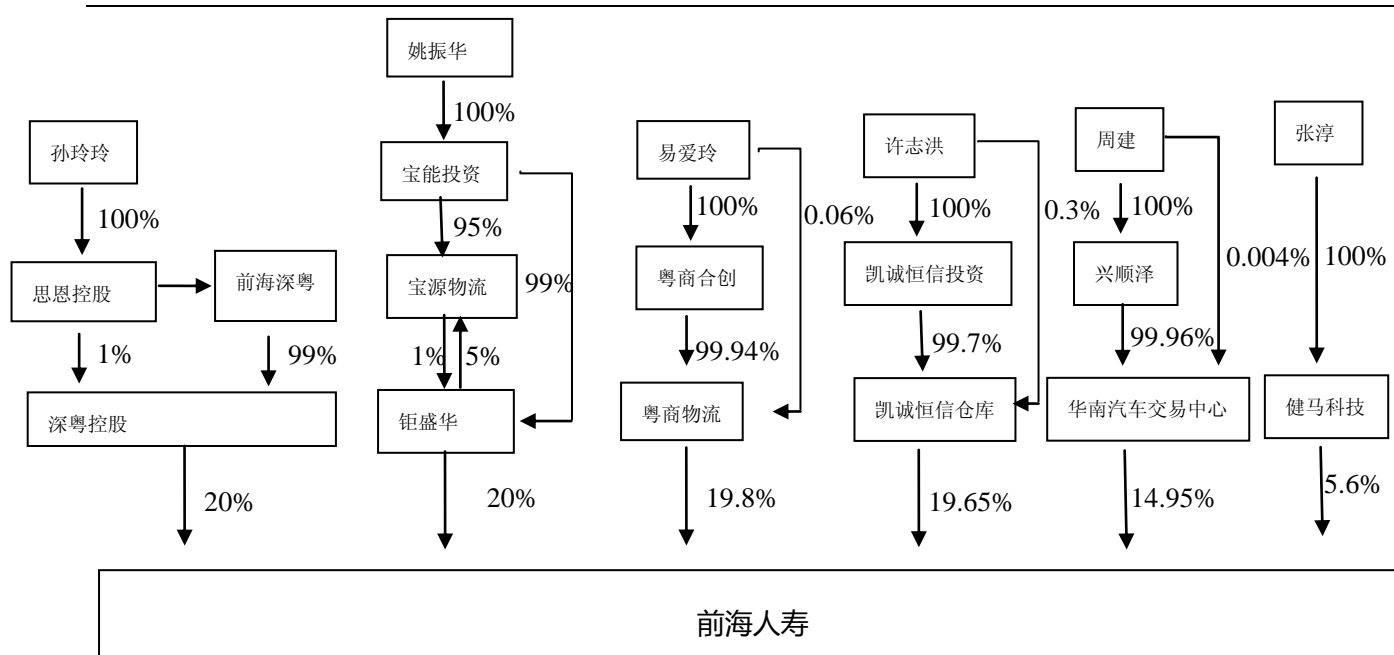 姚振华
100%
孙玲玲
易爱玲
许志洪
周建
张淳
宝能投资
100%
95%
100%
0.06%
100%
0.3%
100%
0.004%
100%
思恩控股
前海深粤
宝源物流
99%
粤商合创
凯诚恒信投资
兴顺泽
1%
99%
1%
5%
99.94%
99.7%
99.96%
深粤控股
钜盛华
粤商物流
凯诚恒信仓库
华南汽车交易中心
健马科技
20%
20%
19.8%
19.65%
14.95%
5.6%
前海人寿